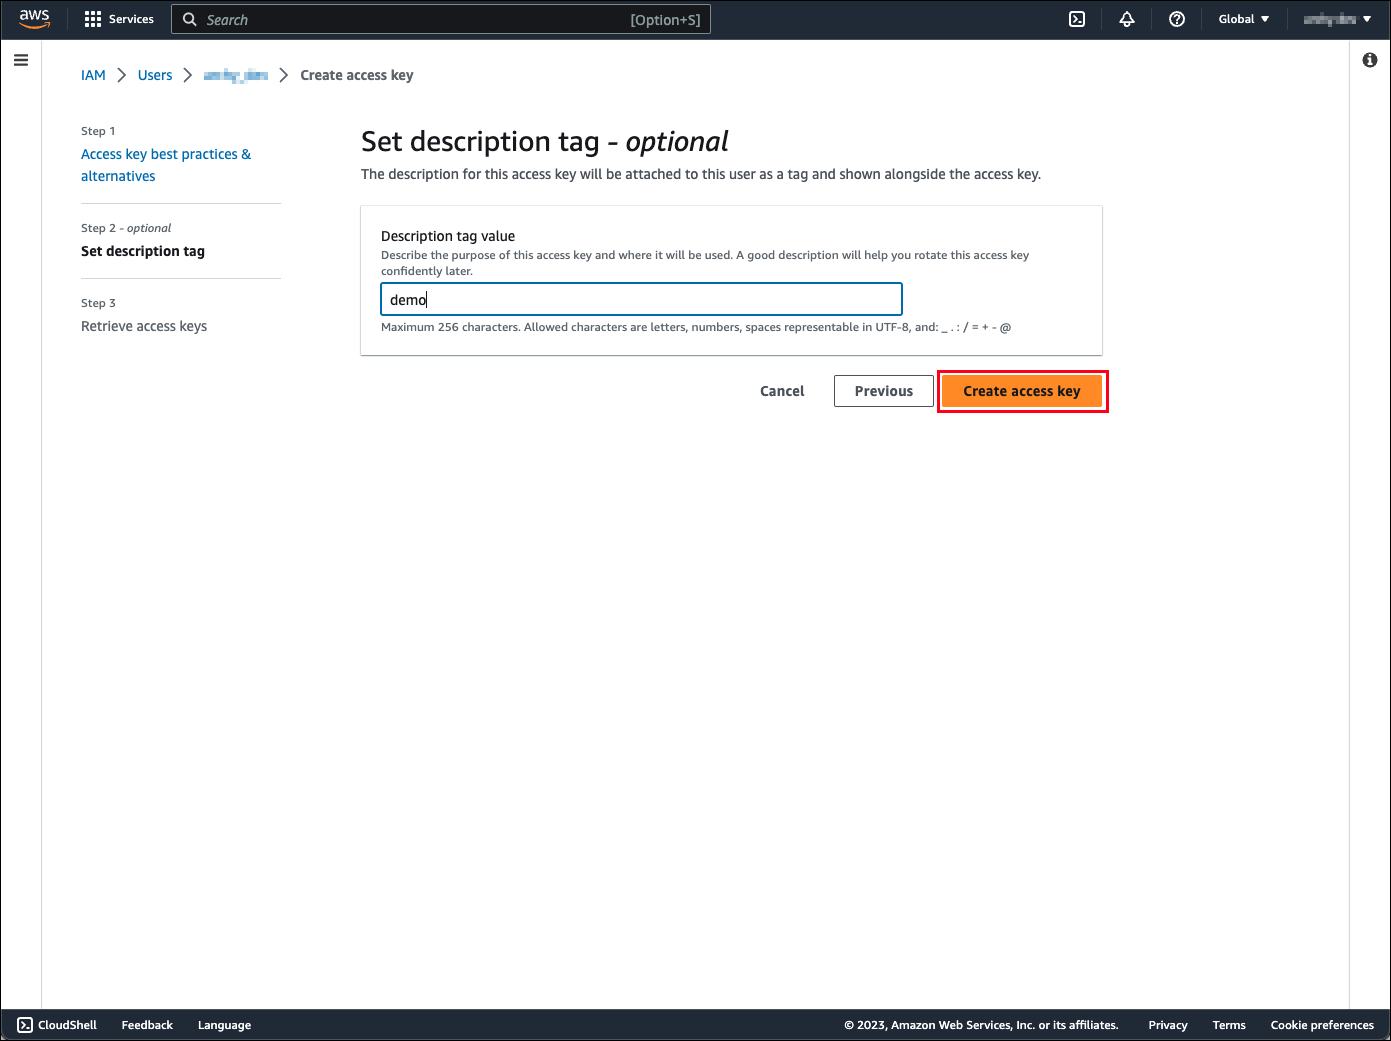 aws
Services
Search
[Option+S]
Global
IAM
Users
Create access key
Step 1
Access key best practices &
alternatives
Step 2 - optional
Set description tag
Step 3
Retrieve access keys
Set description tag - optional
The description for this access key will be attached to this user as a tag and shown alongside the access key.
Description tag value
Describe the purpose of this access key and where it will be used. A good description will help you rotate this access key
confidently later.
demo
Maximum 256 characters. Allowed characters are letters, numbers, spaces representable in UTF-8, and: _ . : / = + - @
Cancel
Previous
Create access key
CloudShell
Feedback
Language
© 2023, Amazon Web Services, Inc. or its affiliates.
Privacy
Terms
Cookie preferences